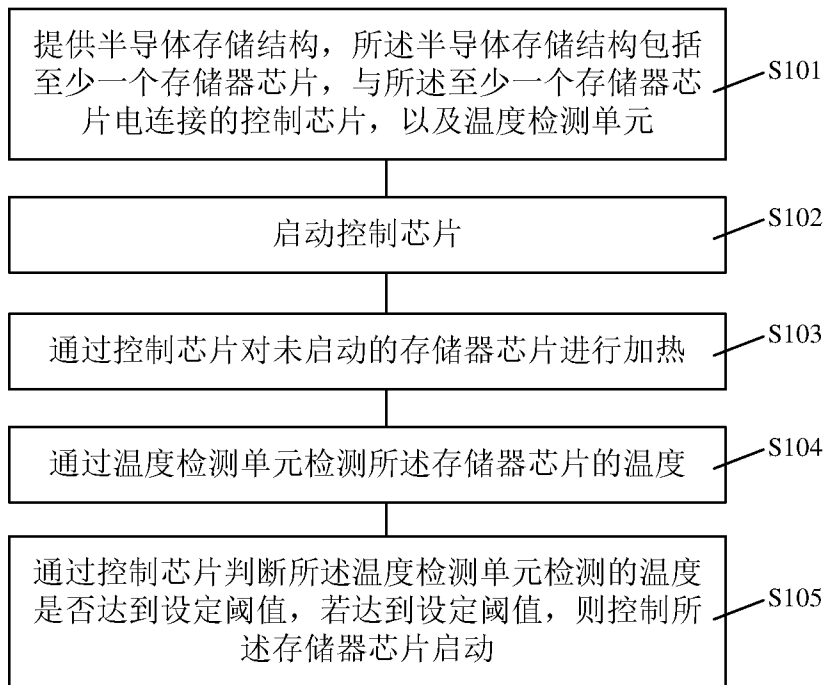 提供半导体存储结构，所述半导体存储结构包括
至少一个存储器芯片，与所述至少一个存储器芯
片电连接的控制芯片，以及温度检测单元
S101
启动控制芯片
S102
通过控制芯片对未启动的存储器芯片进行加热
S103
通过温度检测单元检测所述存储器芯片的温度
S104
通过控制芯片判断所述温度检测单元检测的温度
是否达到设定阈值，若达到设定阈值，则控制所
述存储器芯片启动
S105